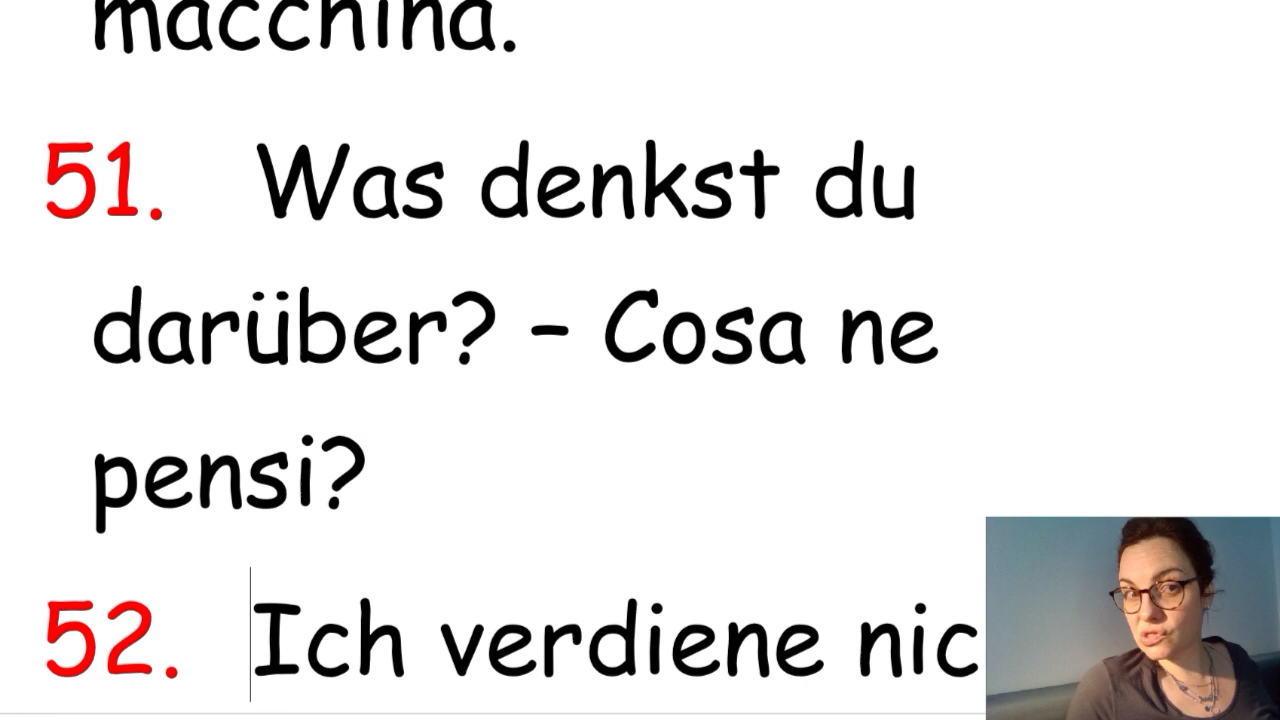 macchina.
51. Was denkst du
darüber? – Cosa ne
pensi?
52. Ich verdiene nic